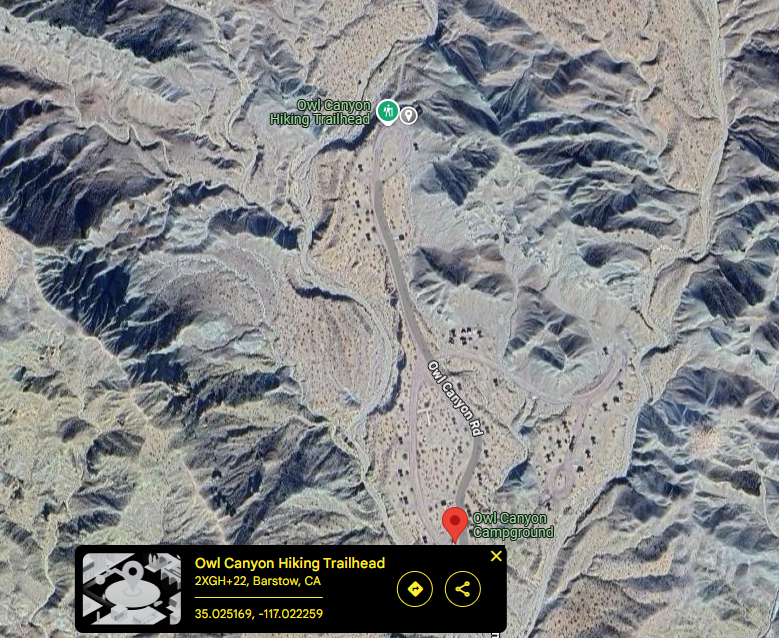 Owl Canyon
Hiking Trailhead
Owl Canyon Rd
Owl Canyon
Campground
Owl Canyon Hiking Trailhead
2XGH+22, Barstow, CA
35.025169, -117.022259